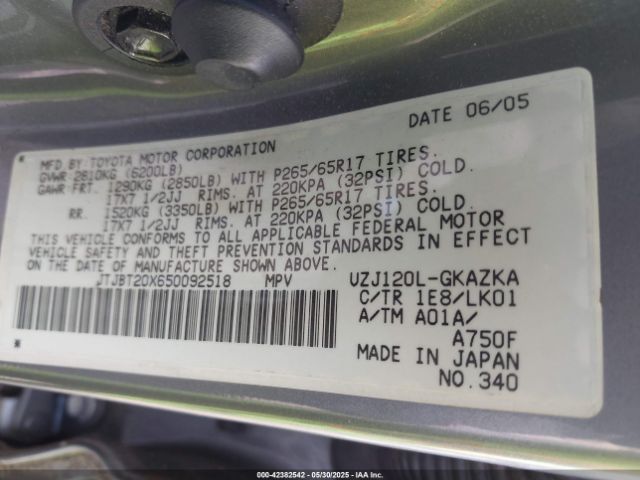 DATE 06/05
MFD BY: TOYOTA MOTOR CORPORATION
GVWR 2810KG (6200LB)
GAWR FRT. 1290KG (2850LB) WITH P265/65R17 TIRES.
17X7 1/2JJ RIMS. AT 220KPA (32PSI) COLD.
RR. 1520KG (3350LB) WITH P265/65R17 TIRES.
17X7 1/2JJ RIMS. AT 220KPA (32PSI) COLD.
THIS VEHICLE CONFORMS TO ALL APPLICABLE FEDERAL MOTOR
VEHICLE SAFETY AND THEFT PREVENTION STANDARDS IN EFFECT
ON THE DATE OF MANUFACTURE SHOWN ABOVE.
JTJBT20X650092518 MPV UZJ120L-GKAZKA
C/TR 1E8/LK01
A/TM A01A/
A750F
MADE IN JAPAN
NO.340
000-42382542 - 05/30/2025 - IAA, Inc.